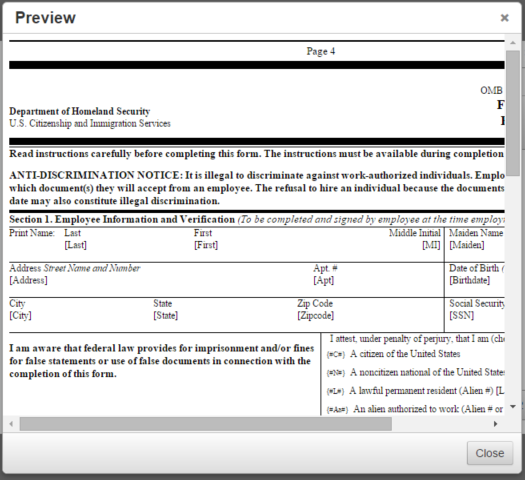 Preview ×
Page 4
OMB
F
Department of Homeland Security
U.S. Citizenship and Immigration Services
Read instructions carefully before completing this form. The instructions must be available during completion
ANTI-DISCRIMINATION NOTICE: It is illegal to discriminate against work-authorized individuals. Emplo
which document(s) they will accept from an employee. The refusal to hire an individual because the documents
date may also constitute illegal discrimination.
Section 1. Employee Information and Verification (To be completed and signed by employee at the time employ
Print Name: Last First Middle Initial Maiden Name
[Last] [First] [MI] [Maiden]
Address Street Name and Number Apt. # Date of Birth (
[Address] [Apt] [Birthdate]
City State Zip Code Social Security
[City] [State] [Zipcode] [SSN]
I am aware that federal law provides for imprisonment and/or fines
for false statements or use of false documents in connection with the
completion of this form.
I attest, under penalty of perjury, that I am (che
(#C#) A citizen of the United States
(#N#) A noncitizen national of the United State
(#L#) A lawful permanent resident (Alien #) [L
(#A#) An alien authorized to work (Alien # or
Close